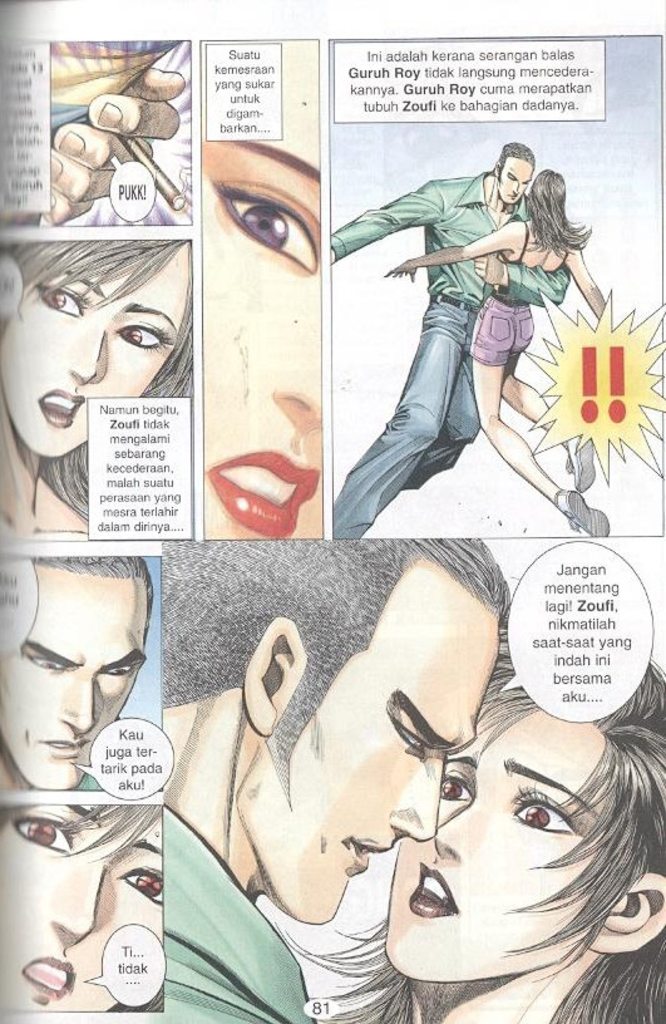 PUKK!
Suatu
kemesraan
yang sukar
untuk
digam-
barkan....
Ini adalah kerana serangan balas
Guruh Roy tidak langsung mencedera-
kannya. Guruh Roy cuma merapatkan
tubuh Zoufi ke bahagian dadanya.
!!
Namun begitu,
Zoufi tidak
mengalami
sebarang
kecederaan,
malah suatu
perasaan yang
mesra terlahir
dalam dirinya....
Kau
juga ter-
tarik pada
aku!
Jangan
menentang
lagi! Zoufi,
nikmatilah
saat-saat yang
indah ini
bersama
aku....
Ti...
tidak
....
81